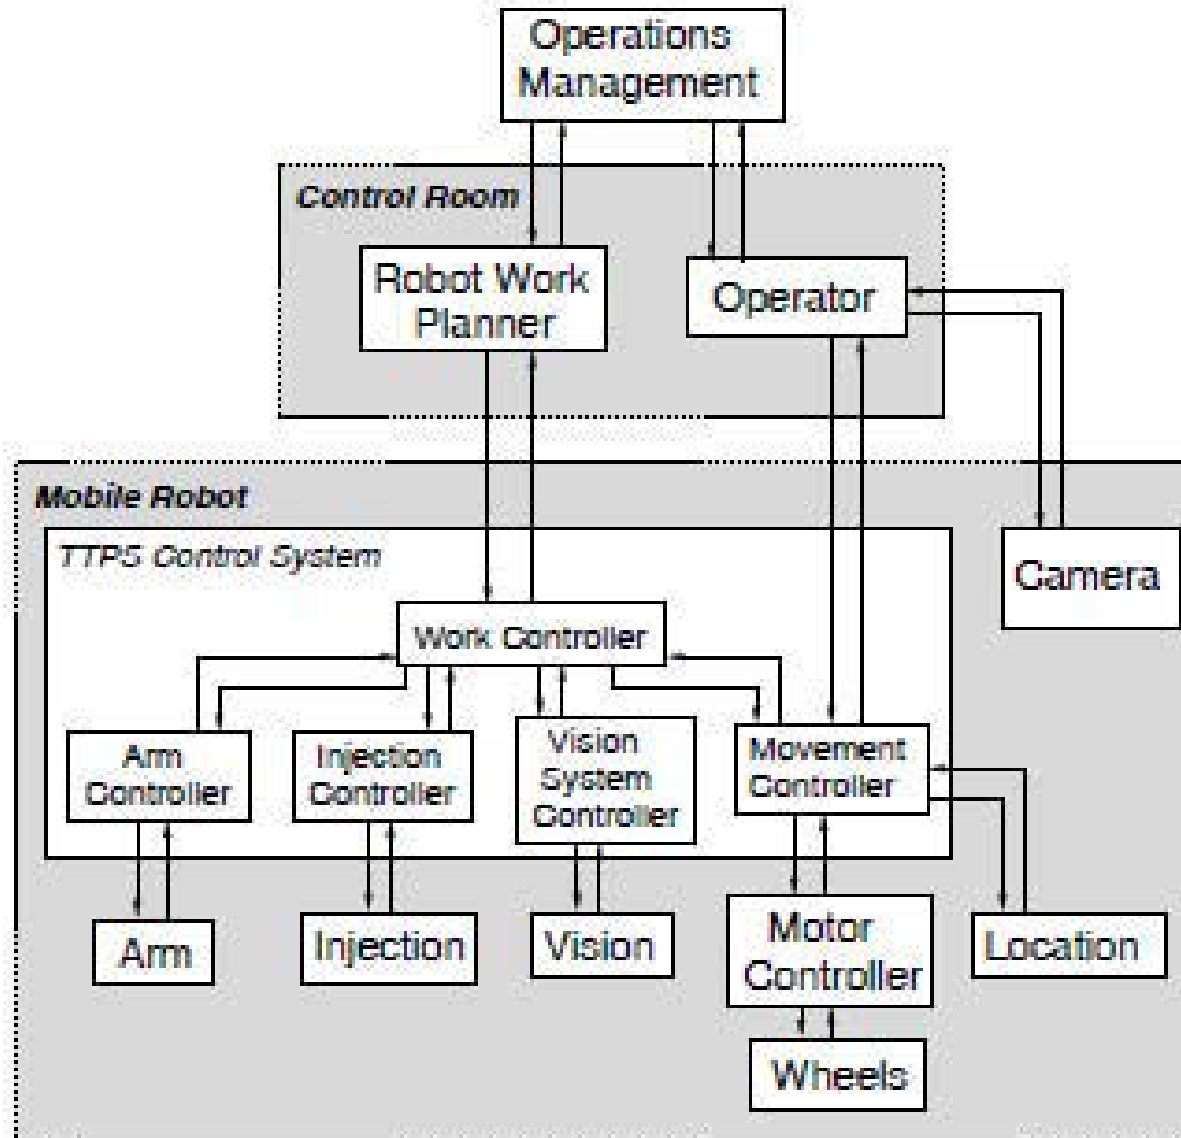 Operations
Management
Control Room
Robot Work
Planner
Operator
Mobile Robot
TTPS Control System
Camera
Work Controller
Arm
Controller
Injection
Controller
Vision
System
Controller
Movement
Controller
Arm
Injection
Vision
Motor
Controller
Location
Wheels